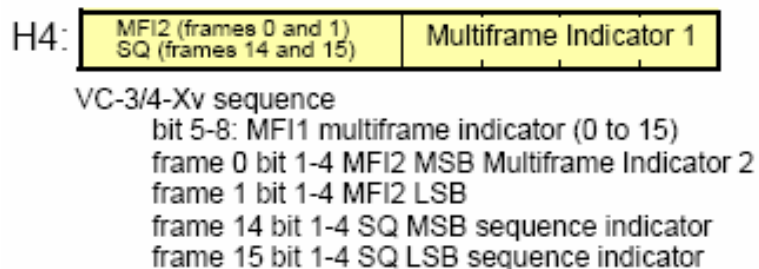 H4:
MFI2 (frames 0 and 1)
SQ (frames 14 and 15)
Multiframe Indicator 1
VC-3/4-Xv sequence
bit 5-8: MFI1 multiframe indicator (0 to 15)
frame 0 bit 1-4 MFI2 MSB Multiframe Indicator 2
frame 1 bit 1-4 MFI2 LSB
frame 14 bit 1-4 SQ MSB sequence indicator
frame 15 bit 1-4 SQ LSB sequence indicator